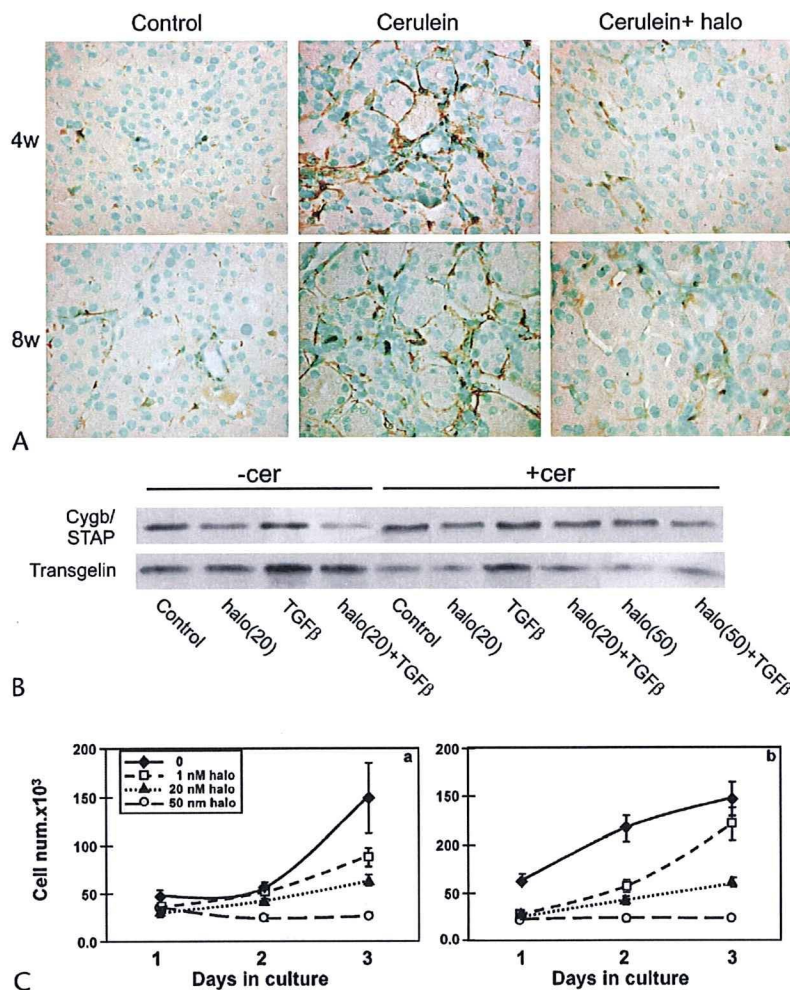 Control Cerulein Cerulein+ halo
4w
8w
A
-cer +cer
Cygb/
STAP
Transgelin
Control halo(20) TGFβ halo(20)+TGFβ Control halo(20) TGFβ halo(20)+TGFβ halo(50) halo(50)+TGFβ
B
200 a 200 b
0
1 nM halo
20 nM halo
50 nm halo
150 150
100 200
50 50
0.0 0.0
Cell num.x10³
1 2 3 1 2 3
Days in culture Days in culture
C